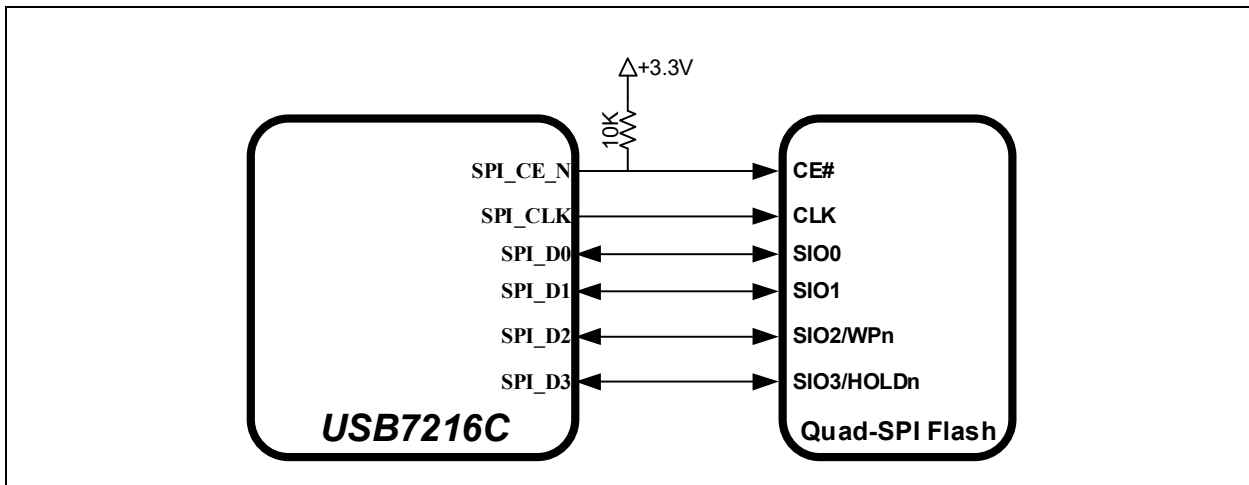 +3.3V
10K
SPI_CE_N CE#
SPI_CLK CLK
SPI_D0 SIO0
SPI_D1 SIO1
SPI_D2 SIO2/WPn
SPI_D3 SIO3/HOLDn
USB7216C Quad-SPI Flash